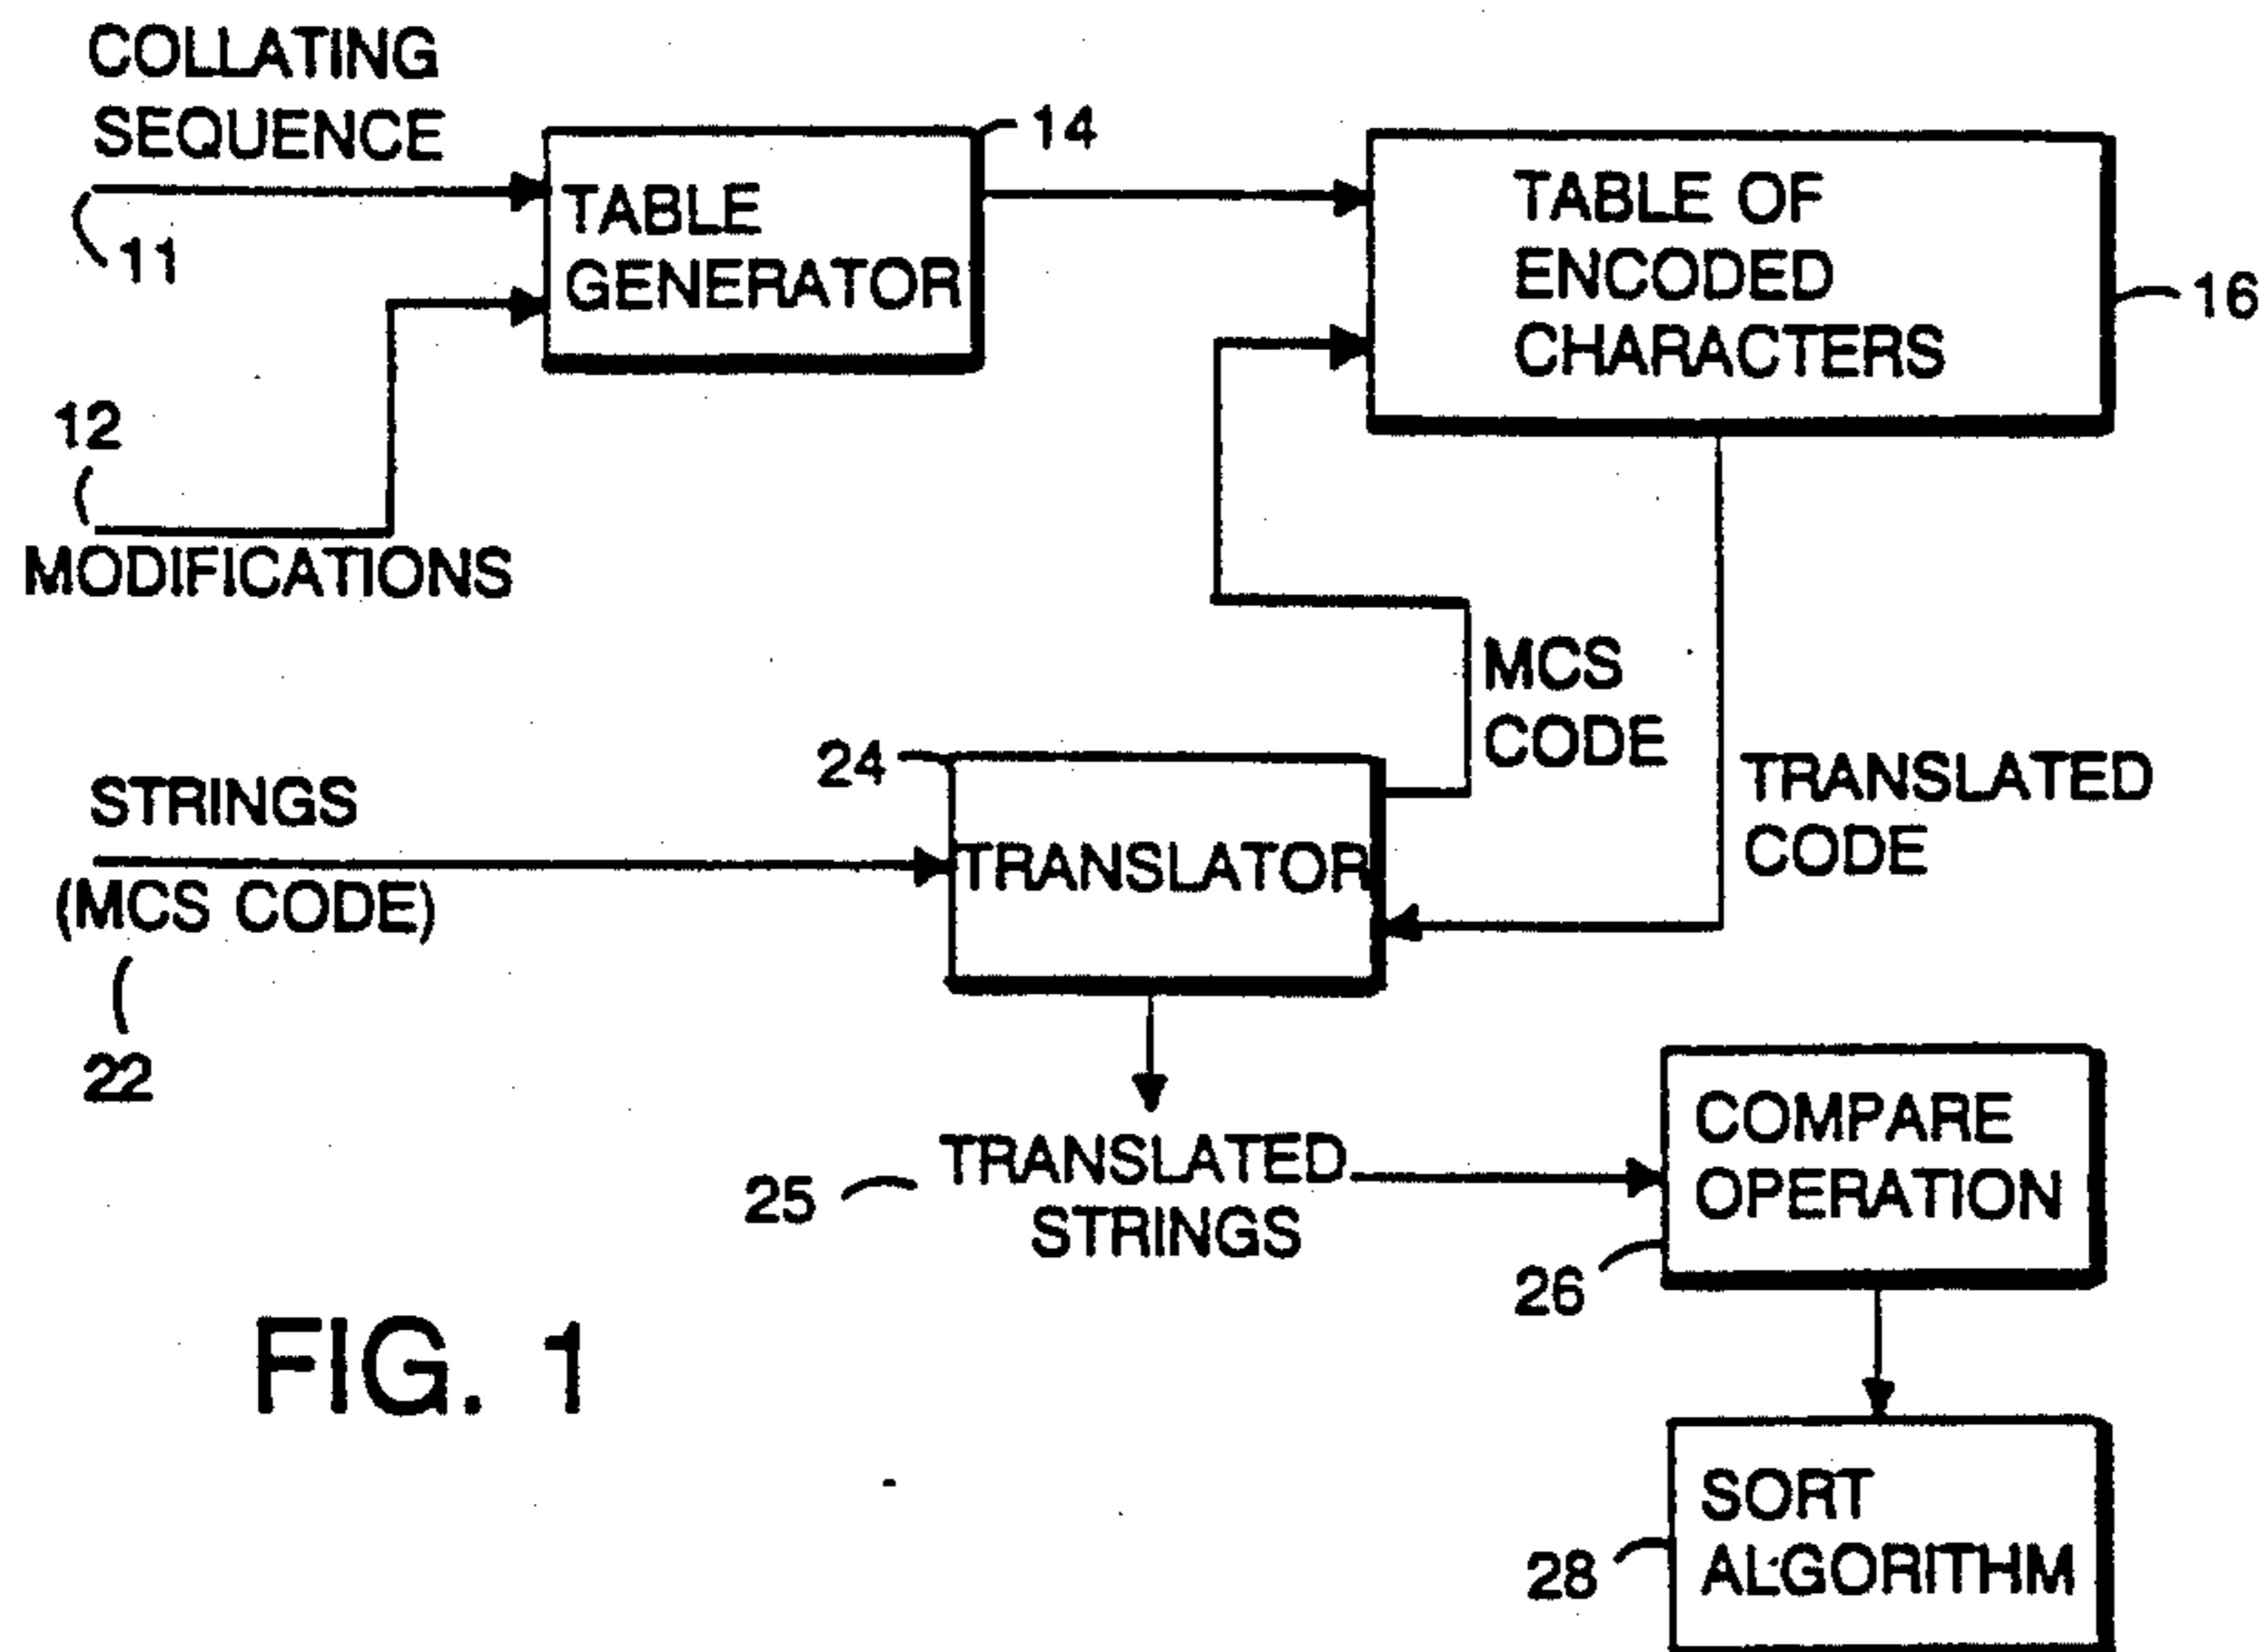 COLLATING
SEQUENCE
11
14
TABLE
GENERATOR
TABLE OF
ENCODED
CHARACTERS
16
12
MODIFICATIONS
MCS
CODE
TRANSLATED
CODE
STRINGS
(MCS CODE)
22
24
TRANSLATOR
25
TRANSLATED
STRINGS
COMPARE
OPERATION
26
SORT
ALGORITHM
28
FIG. 1